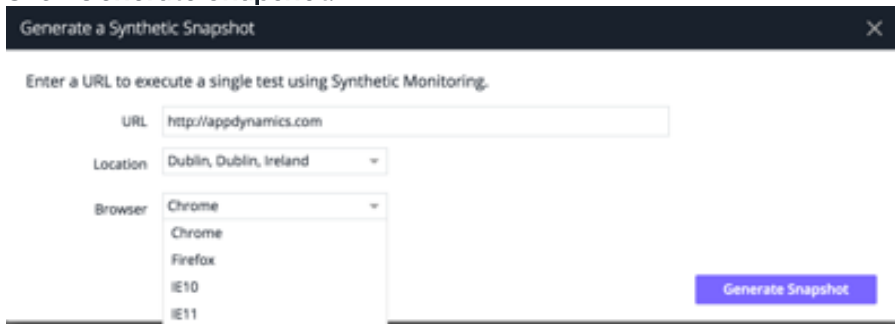 Generate a Synthetic Snapshot
Enter a URL to execute a single test using Synthetic Monitoring.
URL http://appdynamics.com
Location Dublin, Dublin, Ireland
Browser Chrome
Chrome
Firefox
IE10
IE11
Generate Snapshot